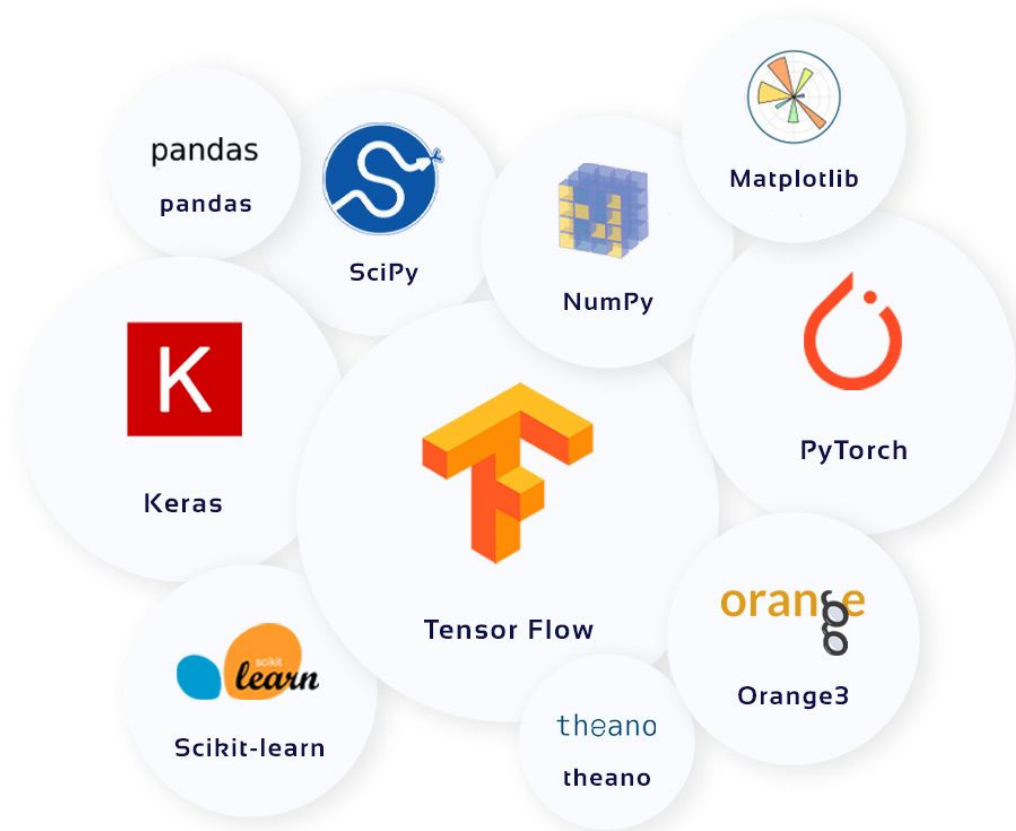 pandas
pandas
SciPy
NumPy
Matplotlib
K
Keras
PyTorch
Tensor Flow
scikit
learn
Scikit-learn
orange
Orange3
theano
theano